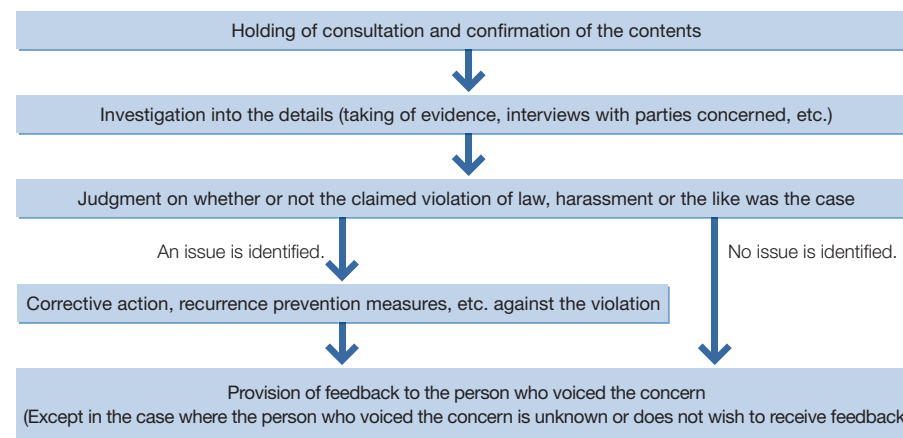 Holding of consultation and confirmation of the contents
Investigation into the details (taking of evidence, interviews with parties concerned, etc.)
Judgment on whether or not the claimed violation of law, harassment or the like was the case
An issue is identified.
No issue is identified.
Corrective action, recurrence prevention measures, etc. against the violation
Provision of feedback to the person who voiced the concern
(Except in the case where the person who voiced the concern is unknown or does not wish to receive feedback